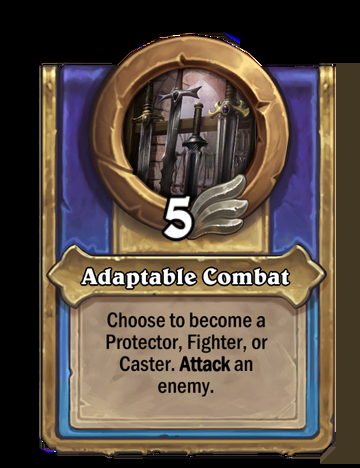 5
Adaptable Combat
Choose to become a
Protector, Fighter, or
Caster. Attack an
enemy.